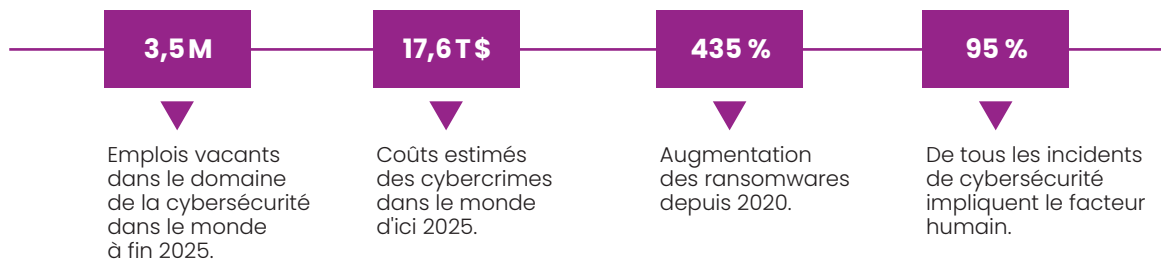 3,5 M
Emplois vacants
dans le domaine
de la cybersécurité
dans le monde
à fin 2025.
17,6 T $
Coûts estimés
des cybercrimes
dans le monde
d'ici 2025.
435 %
Augmentation
des ransomwares
depuis 2020.
95 %
De tous les incidents
de cybersécurité
impliquent le facteur
humain.